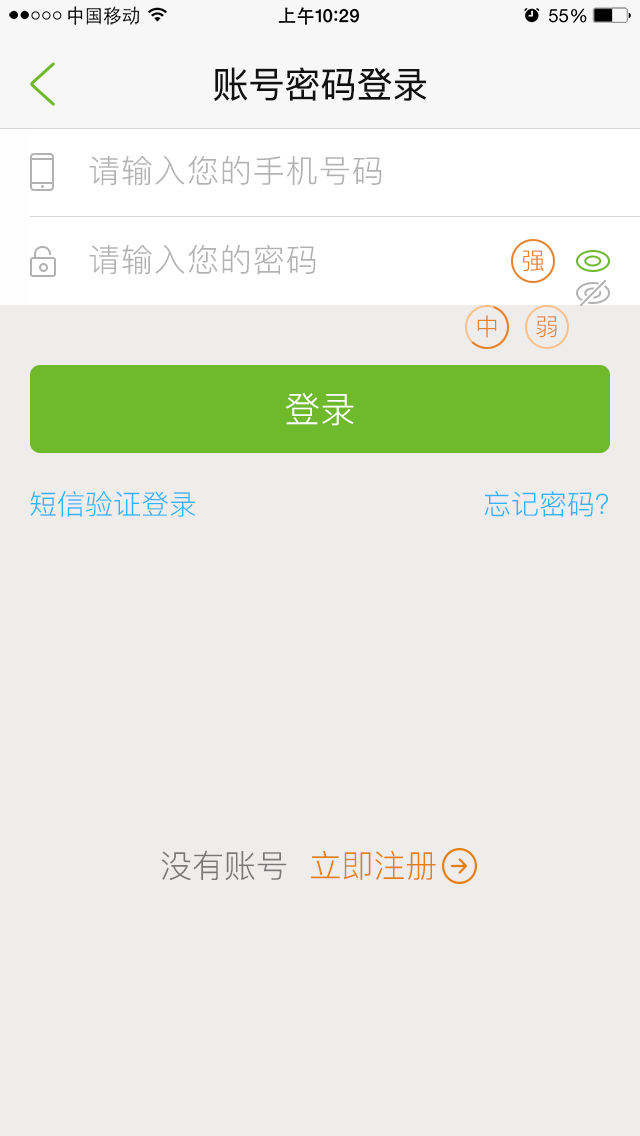 中国移动 上午10:29 55%
账号密码登录
请输入您的手机号码
请输入您的密码 强
中 弱
登录
短信验证登录 忘记密码?
没有账号 立即注册